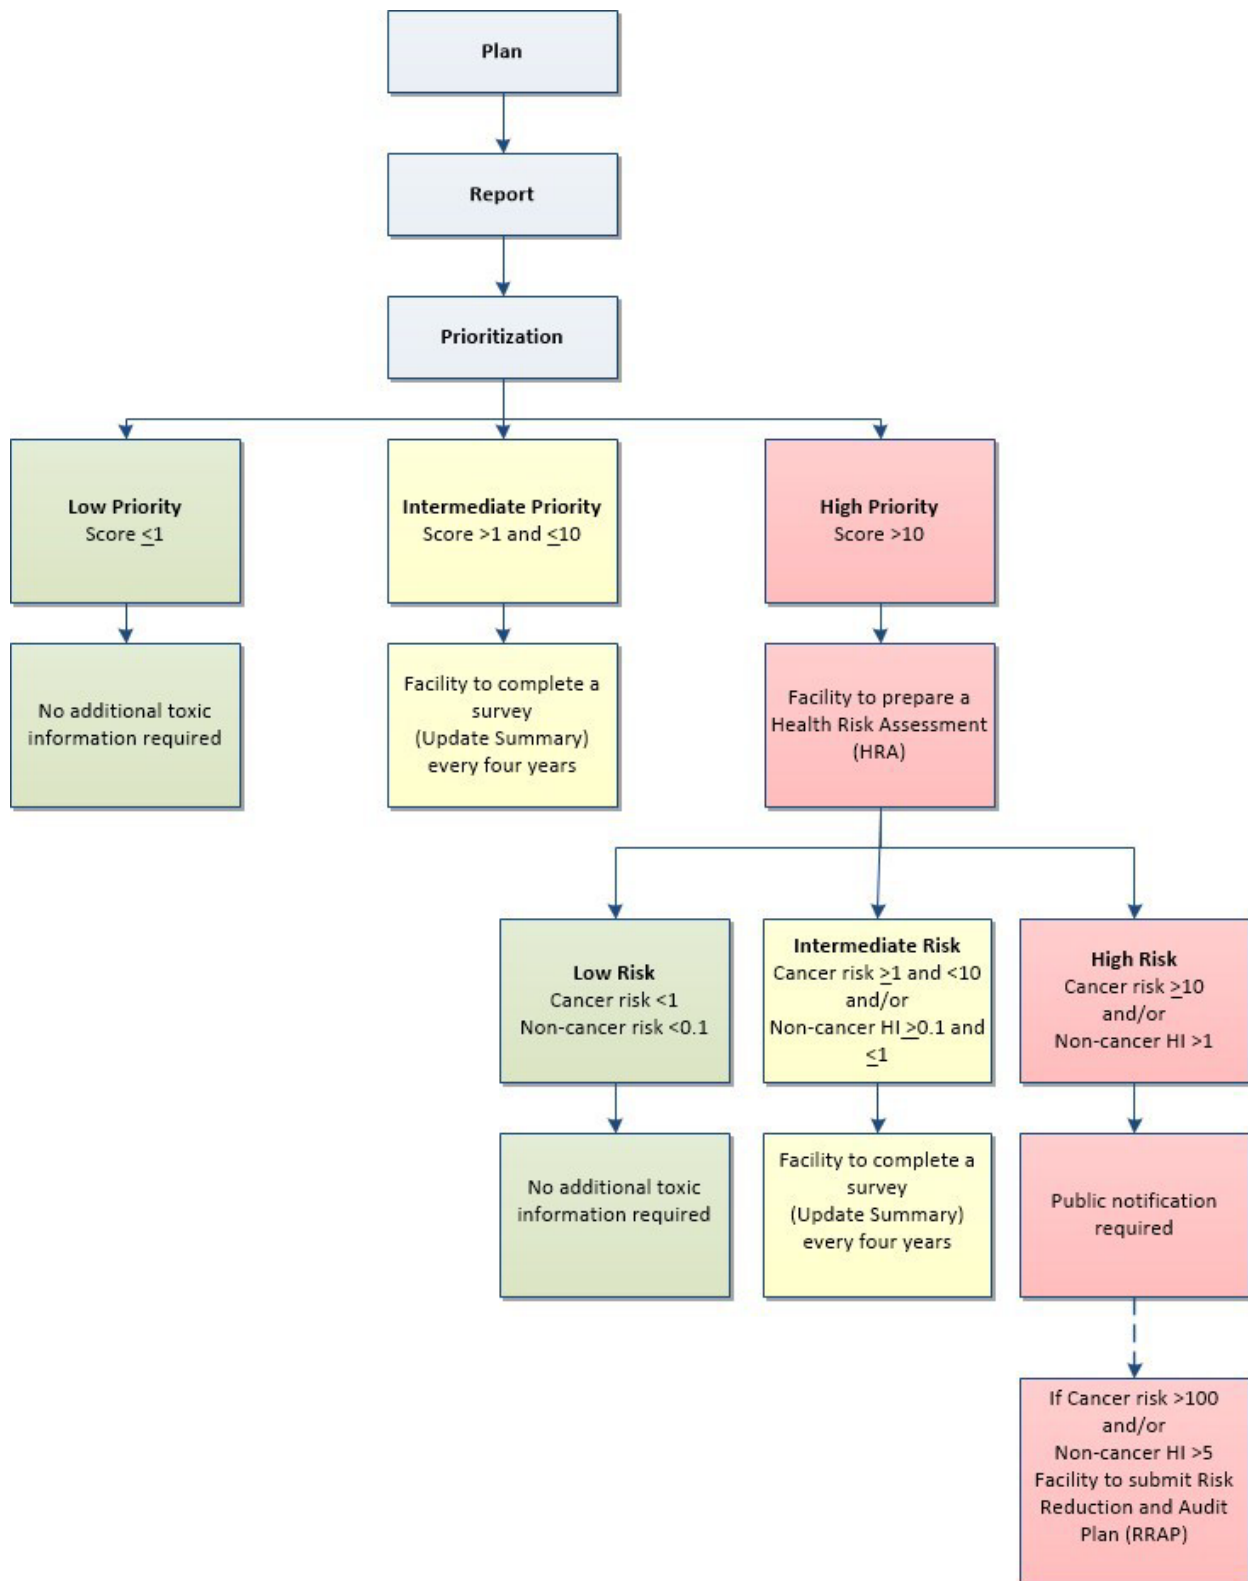 Plan
Report
Prioritization
Low Priority
Score ≤1
Intermediate Priority
Score >1 and ≤10
High Priority
Score >10
No additional toxic
information required
Facility to complete a
survey
(Update Summary)
every four years
Facility to prepare a
Health Risk Assessment
(HRA)
Low Risk
Cancer risk <1
Non-cancer risk <0.1
Intermediate Risk
Cancer risk ≥1 and <10
and/or
Non-cancer HI ≥0.1 and
≤1
High Risk
Cancer risk ≥10
and/or
Non-cancer HI >1
No additional toxic
information required
Facility to complete a
survey
(Update Summary)
every four years
Public notification
required
If Cancer risk >100
and/or
Non-cancer HI >5
Facility to submit Risk
Reduction and Audit
Plan (RRAP)